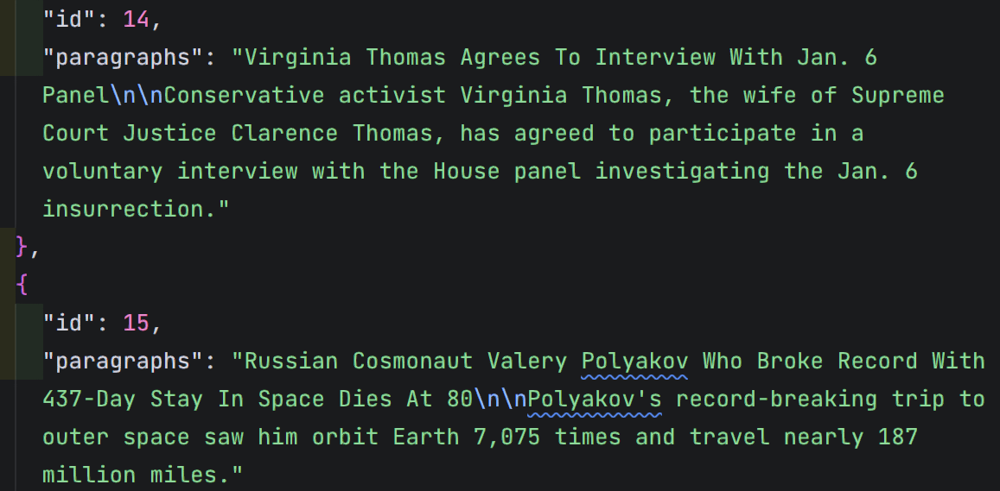 "id": 14,
"paragraphs": "Virginia Thomas Agrees To Interview With Jan. 6
Panel\n\nConservative activist Virginia Thomas, the wife of Supreme
Court Justice Clarence Thomas, has agreed to participate in a
voluntary interview with the House panel investigating the Jan. 6
insurrection."
},
{
"id": 15,
"paragraphs": "Russian Cosmonaut Valery Polyakov Who Broke Record With
437-Day Stay In Space Dies At 80\n\nPolyakov's record-breaking trip to
outer space saw him orbit Earth 7,075 times and travel nearly 187
million miles."